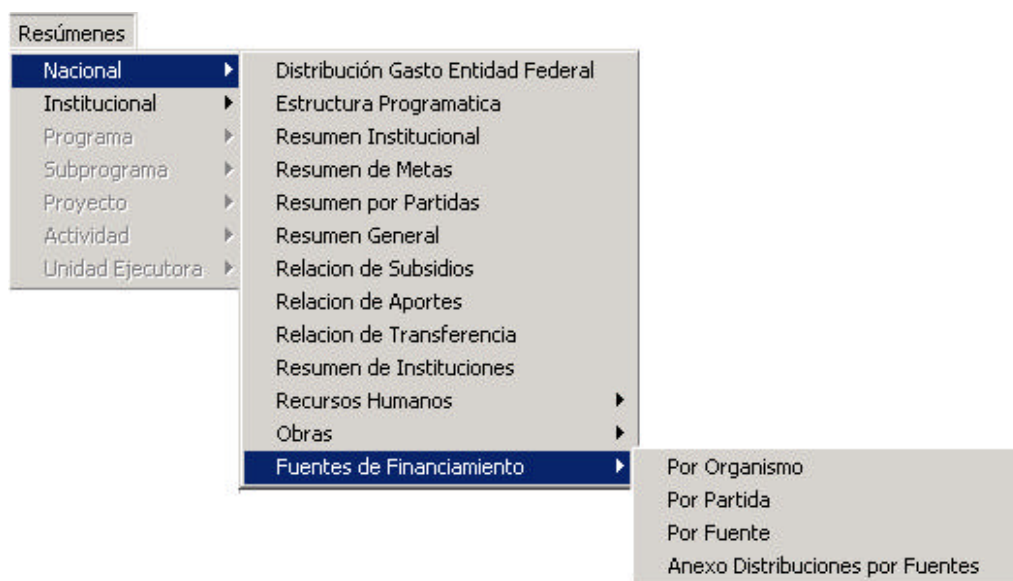 Resúmenes
Nacional
Institucional
Programa
Subprograma
Proyecto
Actividad
Unidad Ejecutora
Distribución Gasto Entidad Federal
Estructura Programatica
Resumen Institucional
Resumen de Metas
Resumen por Partidas
Resumen General
Relacion de Subsidios
Relacion de Aportes
Relacion de Transferencia
Resumen de Instituciones
Recursos Humanos
Obras
Fuentes de Financiamiento
Por Organismo
Por Partida
Por Fuente
Anexo Distribuciones por Fuentes